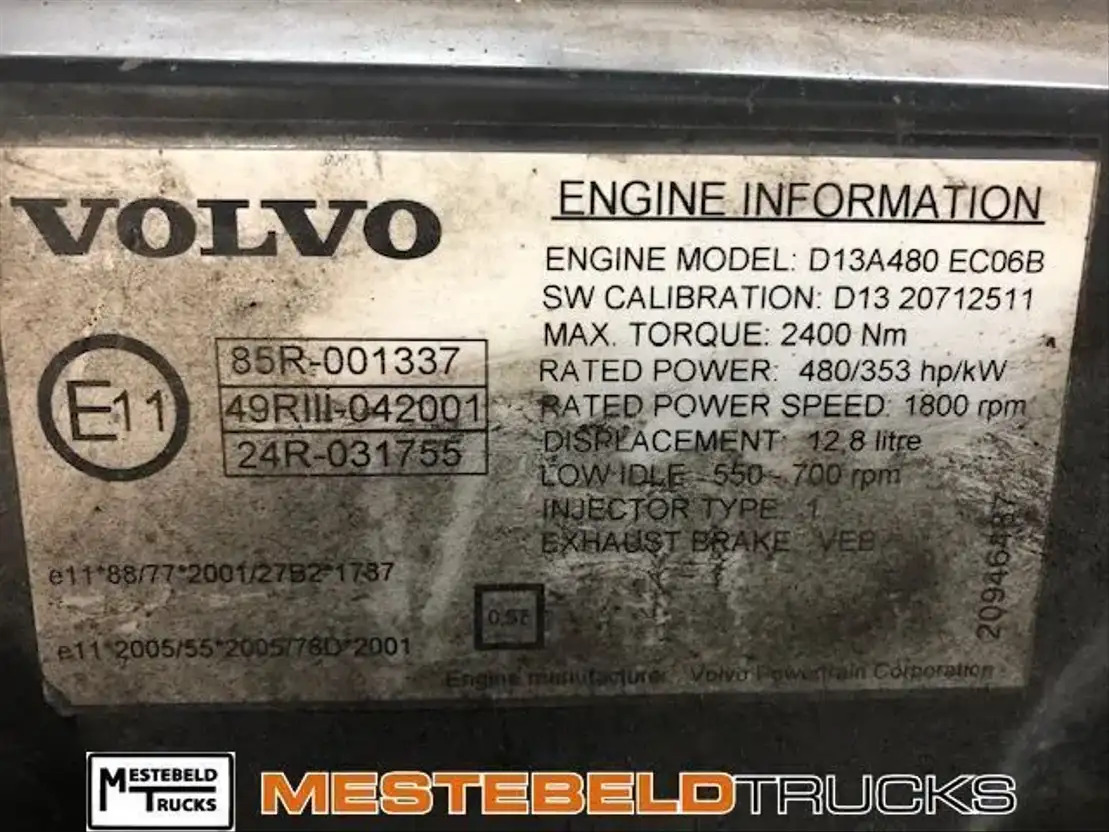 VOLVO
E11
85R-001337
49RIII-042001
24R-031755
e11*88/77*2001/27B2*1787
e11*2005/55*2005/78D*2001
ENGINE INFORMATION
ENGINE MODEL: D13A480 EC06B
SW CALIBRATION: D13 20712511
MAX. TORQUE: 2400 Nm
RATED POWER: 480/353 hp/kW
RATED POWER SPEED: 1800 rpm
DISPLACEMENT: 12,8 litre
LOW IDLE - 550 - 700 rpm
INJECTOR TYPE 1
EXHAUST BRAKE VEB
Engine manufacturer Volvo Powertrain Corporation
MESTEBELD
TRUCKS
MESTEBELDTRUCKS